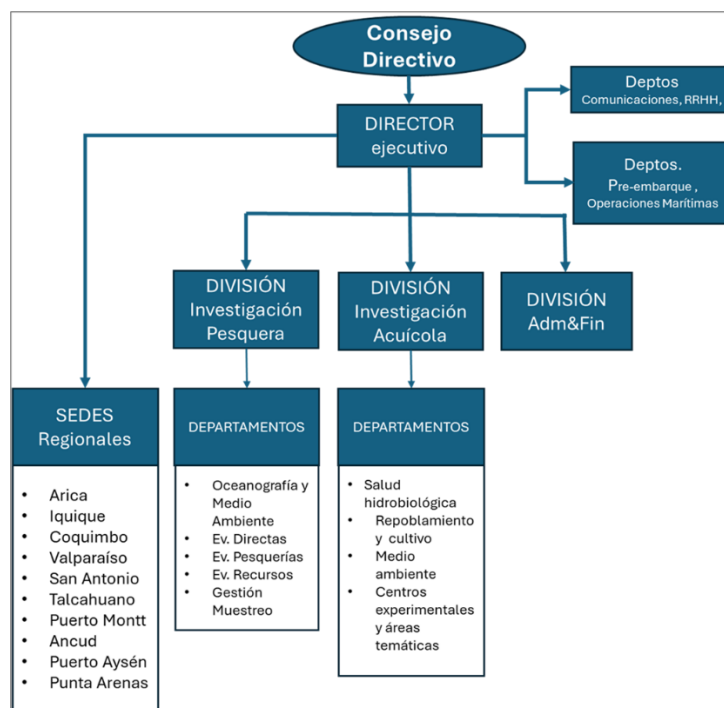 Consejo
Directivo
Deptos
Comunicaciones, RRHH,
DIRECTOR
ejecutivo
Deptos.
Pre-embarque ,
Operaciones Marítimas
DIVISIÓN
Investigación
Pesquera
DIVISIÓN
Investigación
Acuícola
DIVISIÓN
Adm&Fin
SEDES
Regionales
• Arica
• Iquique
• Coquimbo
• Valparaíso
• San Antonio
• Talcahuano
• Puerto Montt
• Ancud
• Puerto Aysén
• Punta Arenas
DEPARTAMENTOS
• Oceanografía y
Medio
Ambiente
• Ev. Directas
• Ev. Pesquerías
• Ev. Recursos
• Gestión
Muestreo
DEPARTAMENTOS
• Salud
hidrobiológica
• Repoblamiento
y cultivo
• Medio
ambiente
• Centros
experimentales
y áreas
temáticas